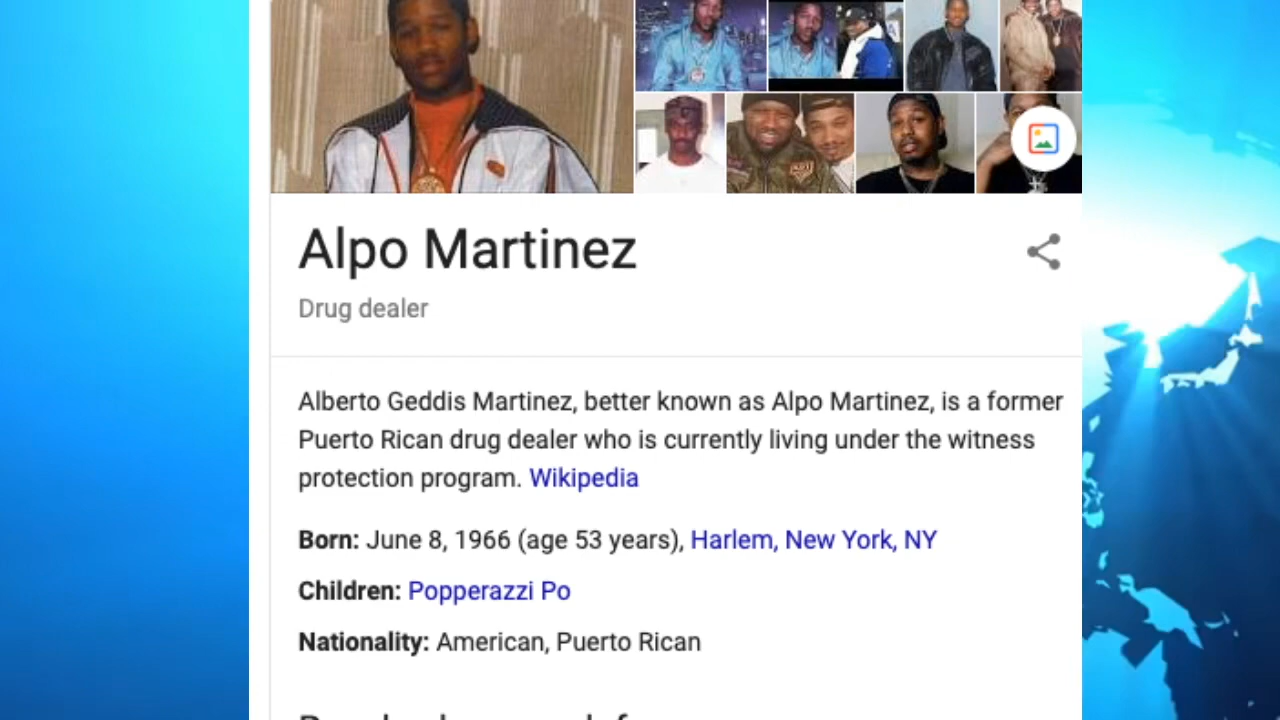 Alpo Martinez
Drug dealer
Alberto Geddis Martinez, better known as Alpo Martinez, is a former
Puerto Rican drug dealer who is currently living under the witness
protection program. Wikipedia
Born: June 8, 1966 (age 53 years), Harlem, New York, NY
Children: Popperazzi Po
Nationality: American, Puerto Rican